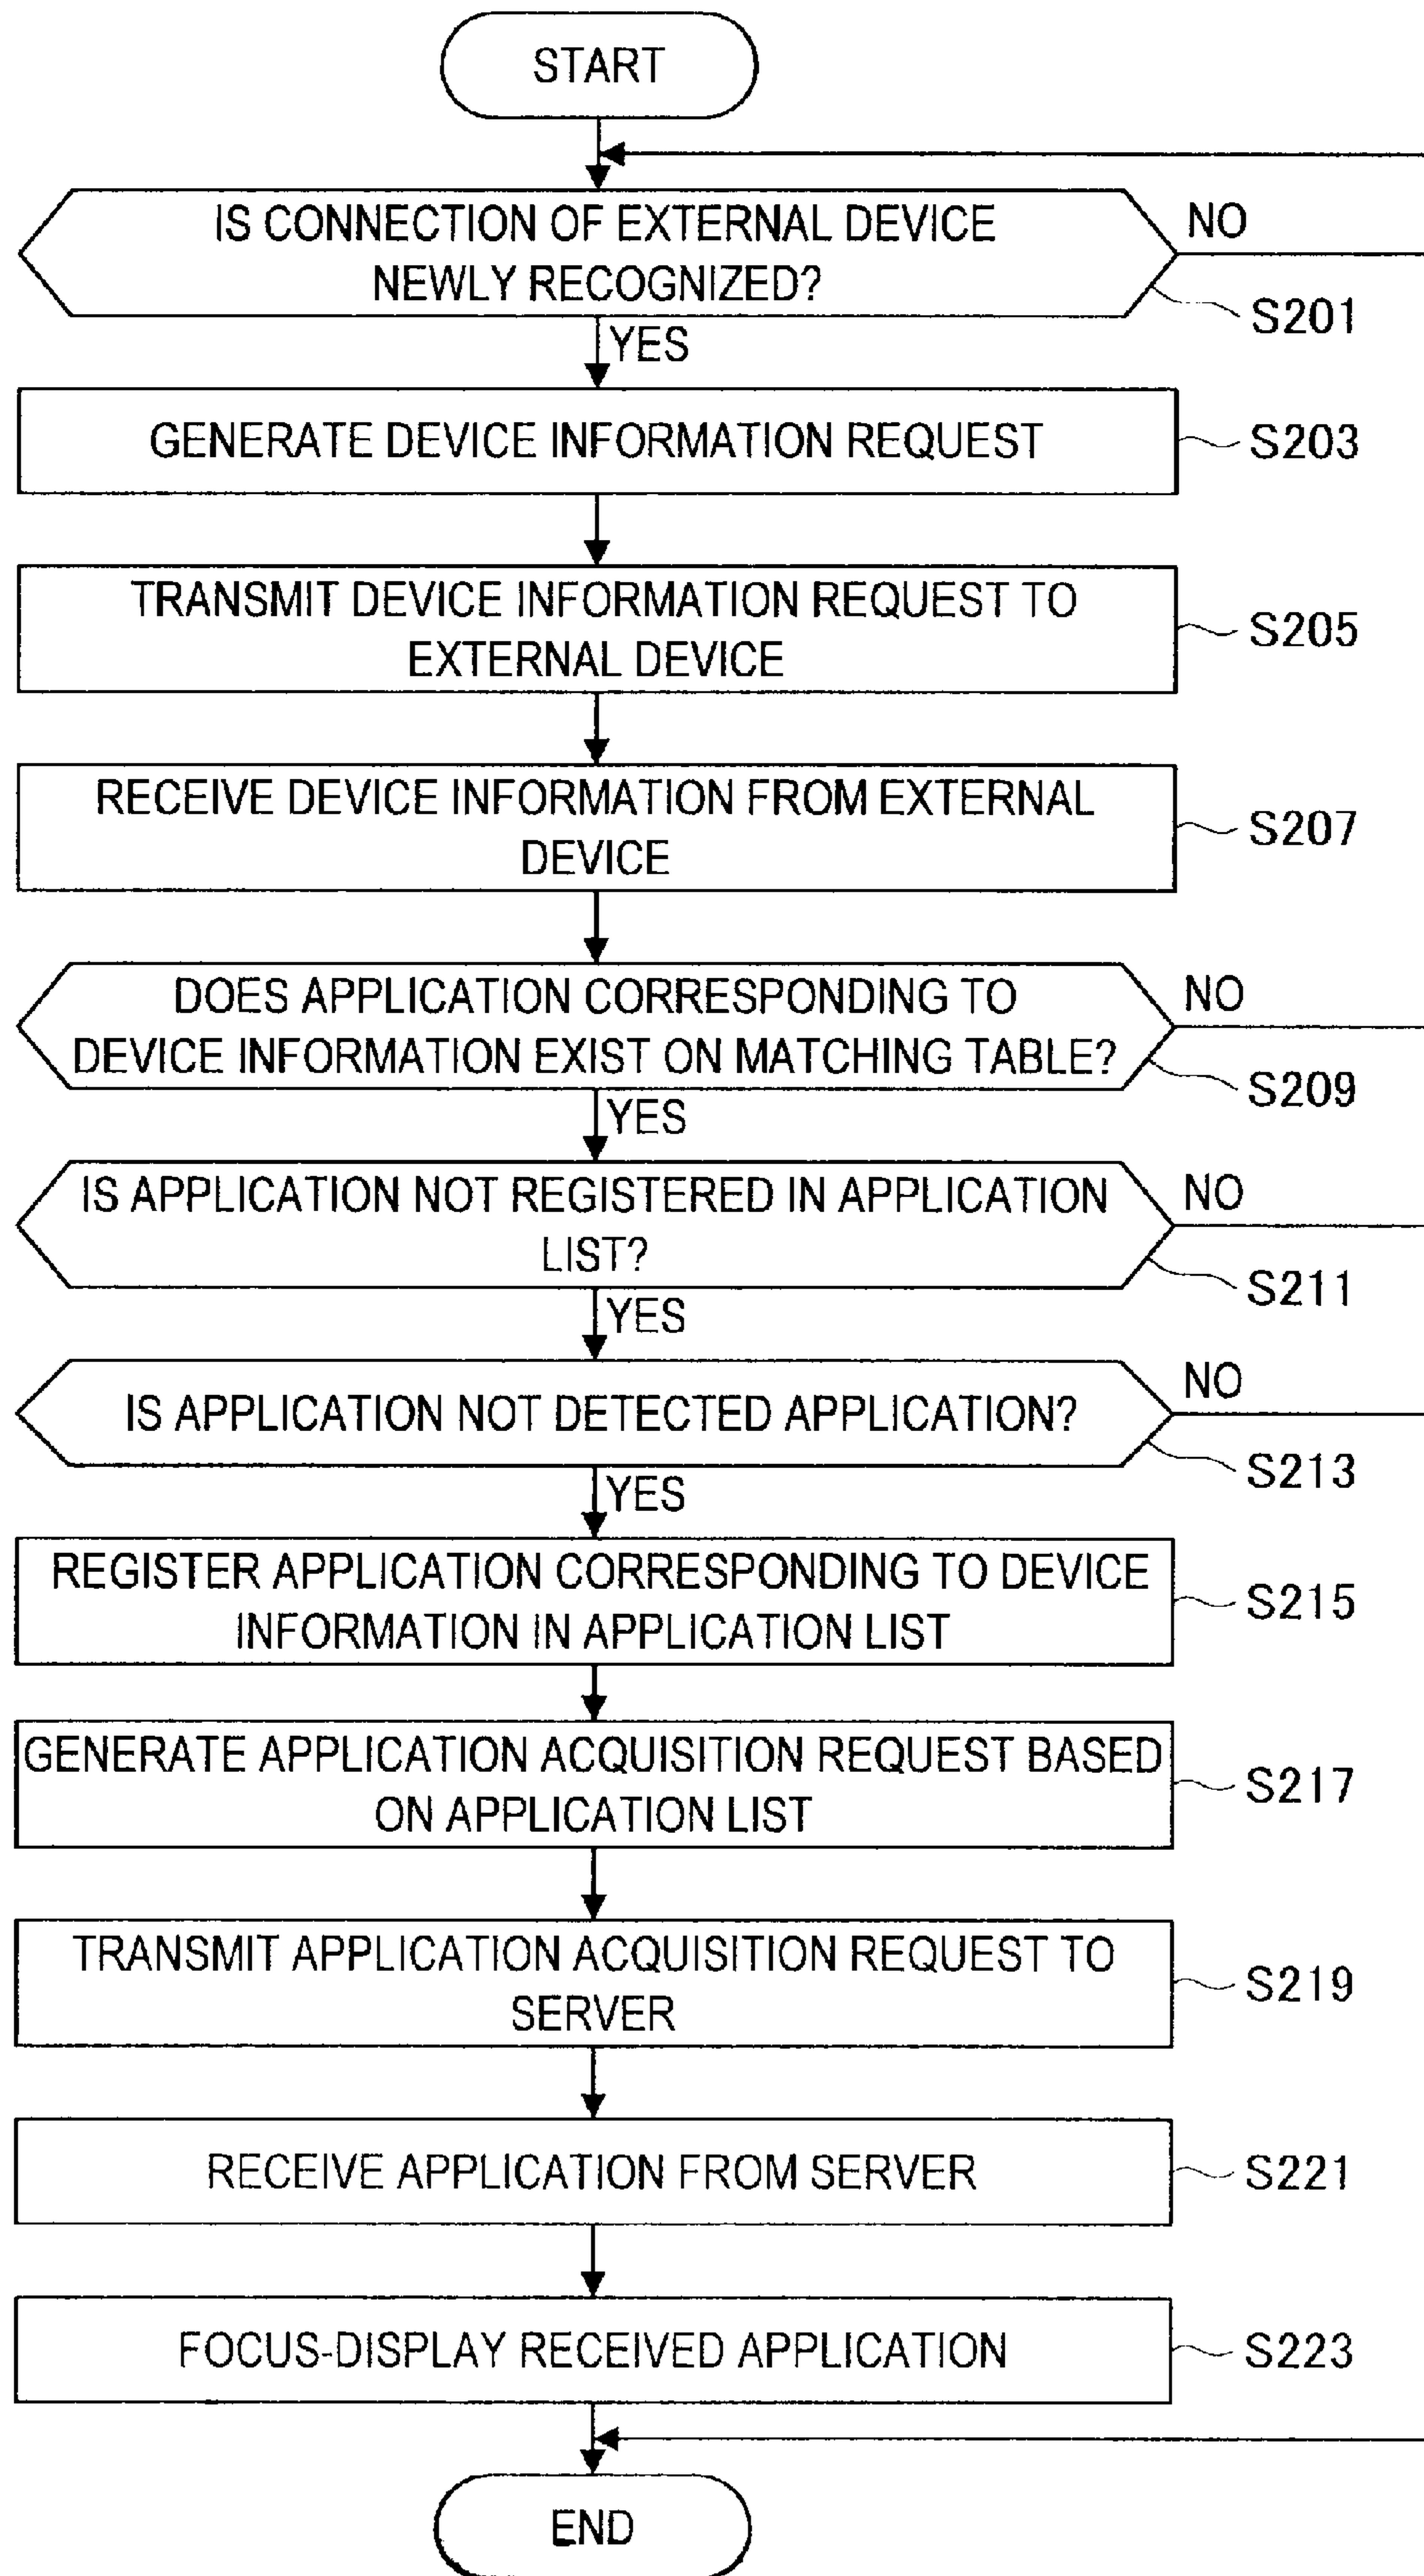 START
IS CONNECTION OF EXTERNAL DEVICE
NEWLY RECOGNIZED?
NO
S201
YES
GENERATE DEVICE INFORMATION REQUEST
S203
TRANSMIT DEVICE INFORMATION REQUEST TO
EXTERNAL DEVICE
S205
RECEIVE DEVICE INFORMATION FROM EXTERNAL
DEVICE
S207
DOES APPLICATION CORRESPONDING TO
DEVICE INFORMATION EXIST ON MATCHING TABLE?
NO
S209
YES
IS APPLICATION NOT REGISTERED IN APPLICATION
LIST?
NO
S211
YES
IS APPLICATION NOT DETECTED APPLICATION?
NO
S213
YES
REGISTER APPLICATION CORRESPONDING TO DEVICE
INFORMATION IN APPLICATION LIST
S215
GENERATE APPLICATION ACQUISITION REQUEST BASED
ON APPLICATION LIST
S217
TRANSMIT APPLICATION ACQUISITION REQUEST TO
SERVER
S219
RECEIVE APPLICATION FROM SERVER
S221
FOCUS-DISPLAY RECEIVED APPLICATION
S223
END